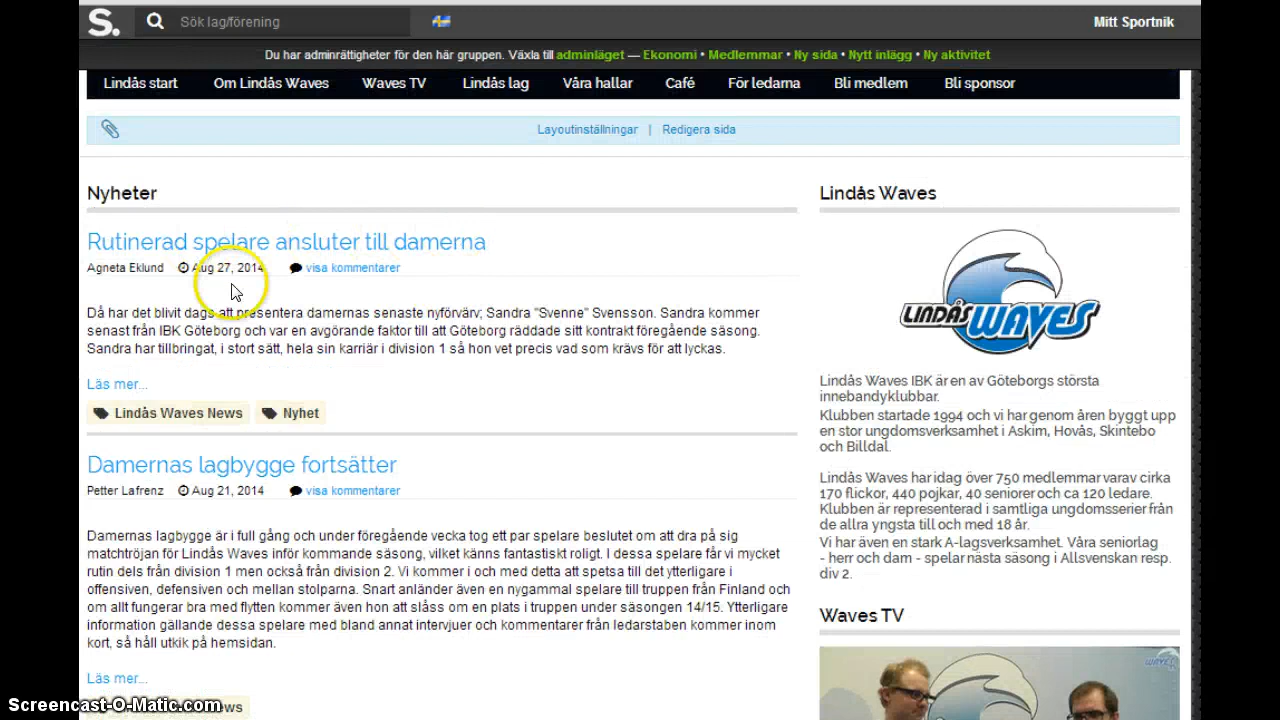 S. Sök lag/förening Mitt Sportnik
Du har adminrättigheter för den här gruppen. Växla till adminläget — Ekonomi • Medlemmar • Ny sida • Nytt inlägg • Ny aktivitet
Lindås start Om Lindås Waves Waves TV Lindås lag Våra hallar Café För ledarna Bli medlem Bli sponsor
Layoutinställningar | Redigera sida
Nyheter
Rutinerad spelare ansluter till damerna
Agneta Eklund Aug 27, 2014 visa kommentarer
Då har det blivit dags att presentera damernas senaste nyförvärv; Sandra "Svenne" Svensson. Sandra kommer
senast från IBK Göteborg och var en avgörande faktor till att Göteborg räddade sitt kontrakt föregående säsong.
Sandra har tillbringat, i stort sätt, hela sin karriär i division 1 så hon vet precis vad som krävs för att lyckas.
Läs mer...
Lindås Waves News Nyhet
Damernas lagbygge fortsätter
Petter Lafrenz Aug 21, 2014 visa kommentarer
Damernas lagbygge är i full gång och under föregående vecka tog ett par spelare beslutet om att dra på sig
matchtröjan för Lindås Waves inför kommande säsong, vilket känns fantastiskt roligt. I dessa spelare får vi mycket
rutin dels från division 1 men också från division 2. Vi kommer i och med detta att spetsa till det ytterligare i
offensiven, defensiven och mellan stolparna. Snart anländer även en nygammal spelare till truppen från Finland och
om allt fungerar bra med flytten kommer även hon att slåss om en plats i truppen under säsongen 14/15. Ytterligare
information gällande dessa spelare med bland annat intervjuer och kommentarer från ledarstaben kommer inom
kort, så håll utkik på hemsidan.
Läs mer...
Lindås Waves
LINDÅS WAVES
Lindås Waves IBK är en av Göteborgs största
innebandyklubbar.
Klubben startade 1994 och vi har genom åren byggt upp
en stor ungdomsverksamhet i Askim, Hovås, Skintebo
och Billdal.
Lindås Waves har idag över 750 medlemmar varav cirka
170 flickor, 440 pojkar, 40 seniorer och ca 120 ledare.
Klubben är representerad i samtliga ungdomsserier från
de allra yngsta till och med 18 år.
Vi har även en stark A-lagsverksamhet. Våra seniorlag
- herr och dam - spelar nästa säsong i Allsvenskan resp.
div 2.
Waves TV
Screencast-O-Matic.com